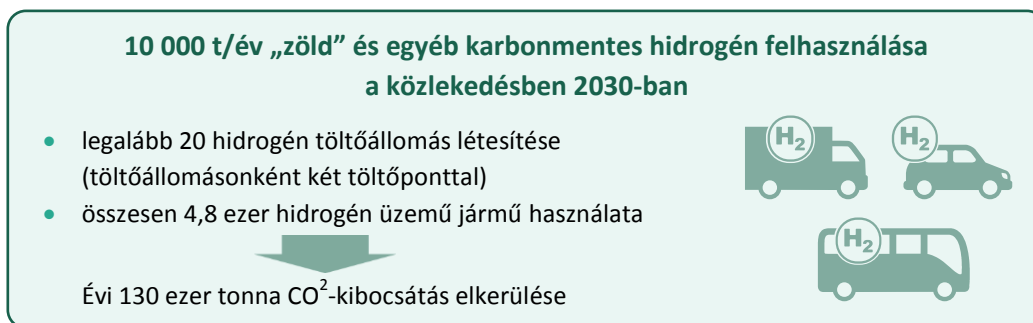 10 000 t/év „zöld” és egyéb karbonmentes hidrogén felhasználása
a közlekedésben 2030-ban
• legalább 20 hidrogén töltőállomás létesítése
(töltőállomásonként két töltőponttal)
• összesen 4,8 ezer hidrogén üzemű jármű használata
Évi 130 ezer tonna CO²-kibocsátás elkerülése
H₂
H₂
H₂